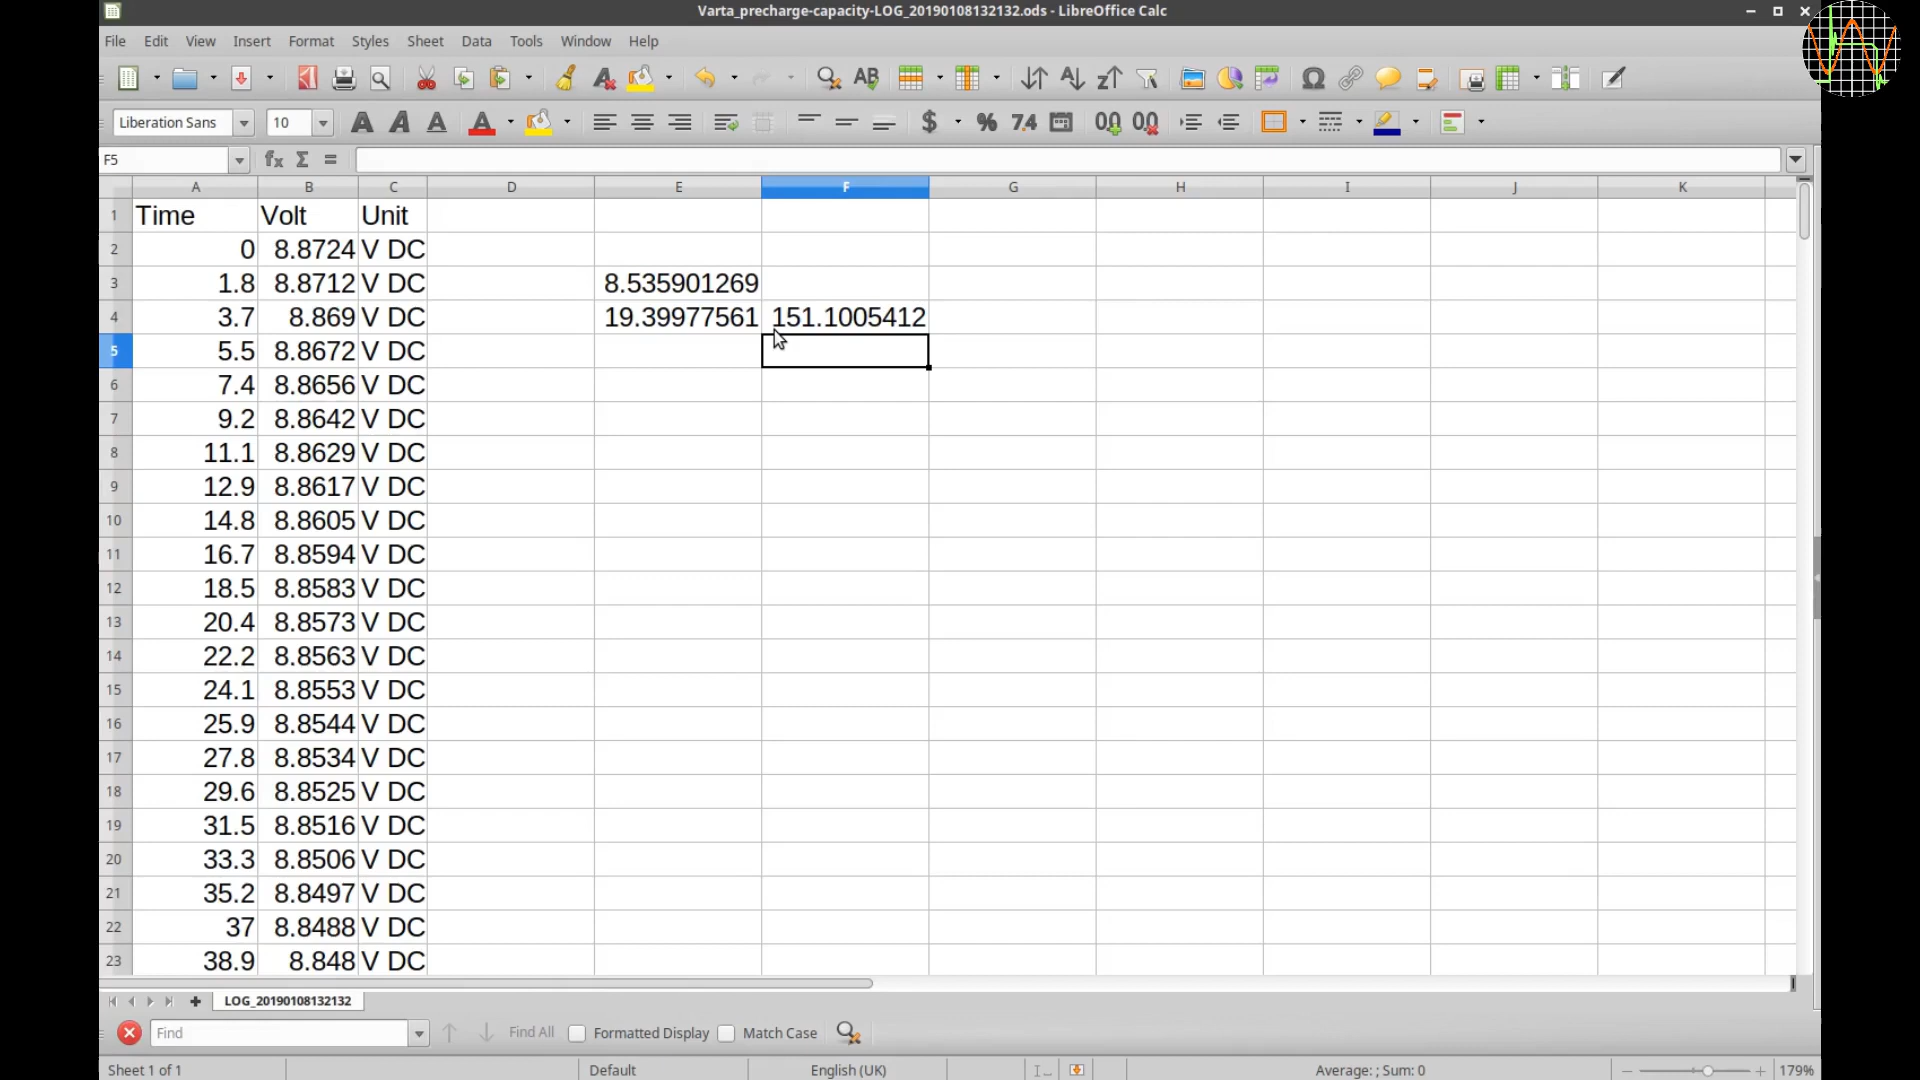 Varta_precharge-capacity-LOG_20190108132132.ods - LibreOffice Calc
File Edit View Insert Format Styles Sheet Data Tools Window Help
Liberation Sans 10
F5
A B C D E F G H I J K
1 Time Volt Unit
2 0 8.8724 V DC
3 1.8 8.8712 V DC 8.535901269
4 3.7 8.869 V DC 19.39977561 151.1005412
5 5.5 8.8672 V DC
6 7.4 8.8656 V DC
7 9.2 8.8642 V DC
8 11.1 8.8629 V DC
9 12.9 8.8617 V DC
10 14.8 8.8605 V DC
11 16.7 8.8594 V DC
12 18.5 8.8583 V DC
13 20.4 8.8573 V DC
14 22.2 8.8563 V DC
15 24.1 8.8553 V DC
16 25.9 8.8544 V DC
17 27.8 8.8534 V DC
18 29.6 8.8525 V DC
19 31.5 8.8516 V DC
20 33.3 8.8506 V DC
21 35.2 8.8497 V DC
22 37 8.8488 V DC
23 38.9 8.848 V DC
LOG_20190108132132
Find Find All Formatted Display Match Case
Sheet 1 of 1 Default English (UK) Average: ; Sum: 0 179%